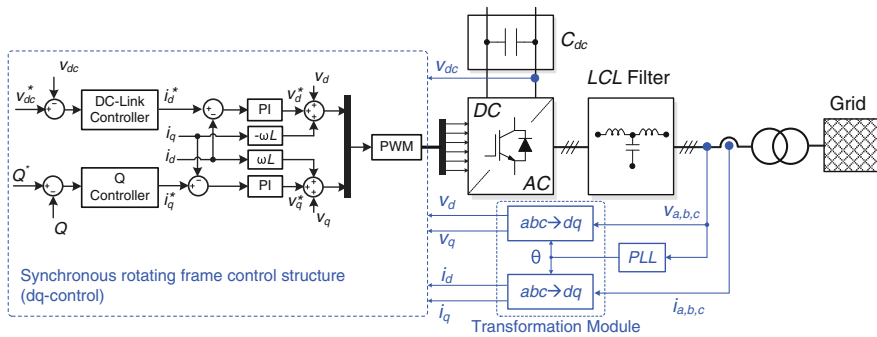 C_dc
v_dc
v_dc
v_d
LCL Filter
v_dc*
i_d*
v_d*
DC-Link
Controller
PI
DC
Grid
i_q
-ωL
PWM
i_d
ωL
Q*
Q
Controller
PI
AC
i_q*
v_q*
Q
v_q
v_d
abc→dq
v_a,b,c
v_q
θ
PLL
Synchronous rotating frame control structure
(dq-control)
i_d
abc→dq
i_q
i_a,b,c
Transformation Module